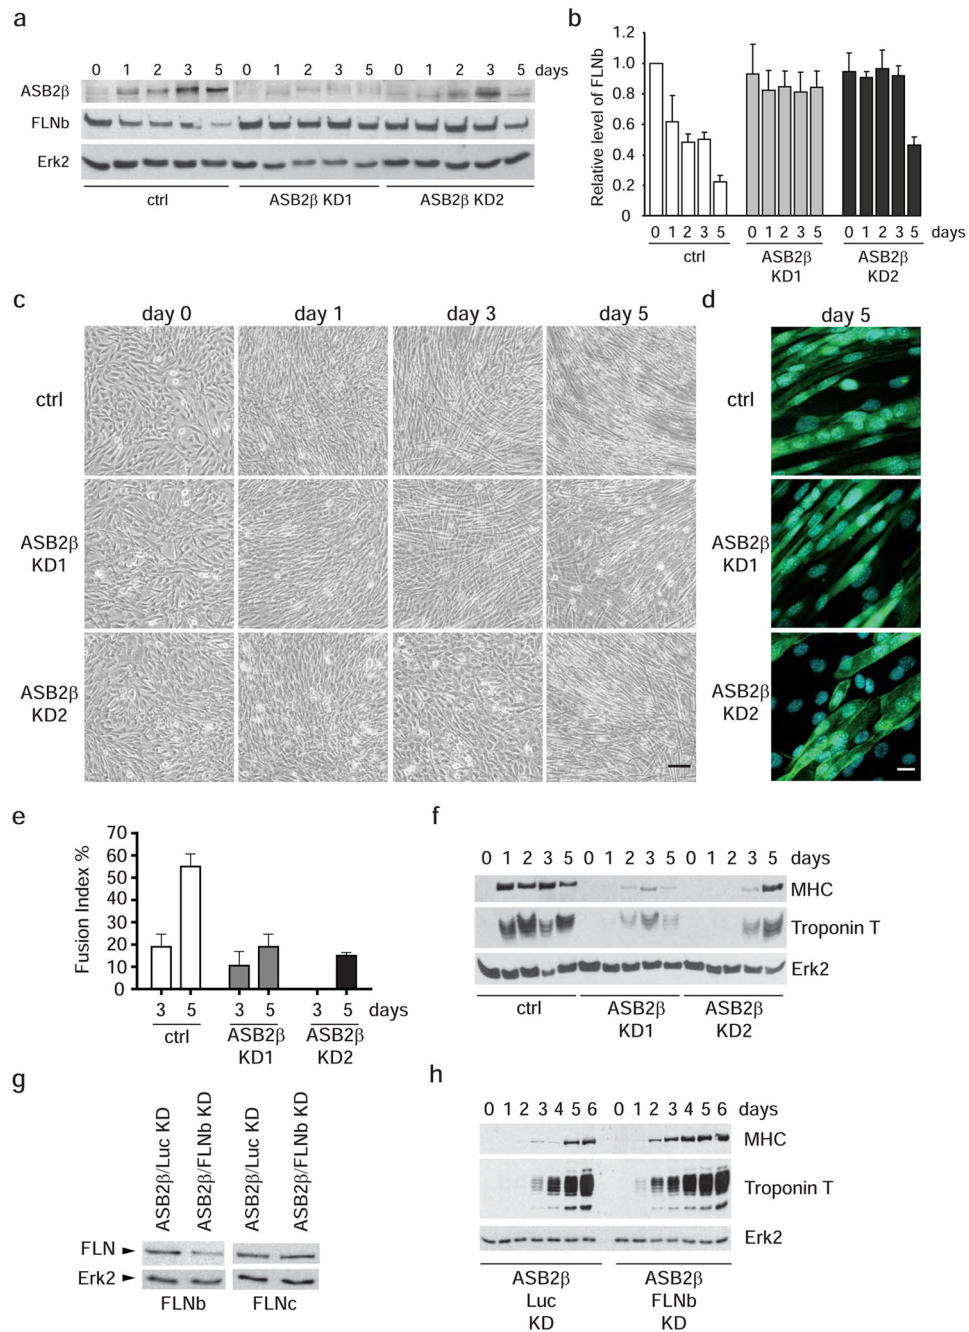 a
0 1 2 3 5 0 1 2 3 5 0 1 2 3 5 days
ASB2β
FLNb
Erk2
ctrl ASB2β KD1 ASB2β KD2
b
Relative level of FLNb
1.2
1.0
0.8
0.6
0.4
0.2
0
0 1 2 3 5 0 1 2 3 5 0 1 2 3 5 days
ctrl ASB2β KD1 ASB2β KD2
c
day 0 day 1 day 3 day 5
ctrl
ASB2β
KD1
ASB2β
KD2
d
day 5
ctrl
ASB2β
KD1
ASB2β
KD2
e
Fusion Index %
70
60
50
40
30
20
10
0
3 5 3 5 3 5 days
ctrl ASB2β KD1 ASB2β KD2
f
0 1 2 3 5 0 1 2 3 5 0 1 2 3 5 days
MHC
Troponin T
Erk2
ctrl ASB2β KD1 ASB2β KD2
g
ASB2β/Luc KD
ASB2β/FLNb KD
ASB2β/Luc KD
ASB2β/FLNb KD
FLN
Erk2
FLNb FLNc
h
0 1 2 3 4 5 6 0 1 2 3 4 5 6 days
MHC
Troponin T
Erk2
ASB2β ASB2β
Luc FLNb
KD KD